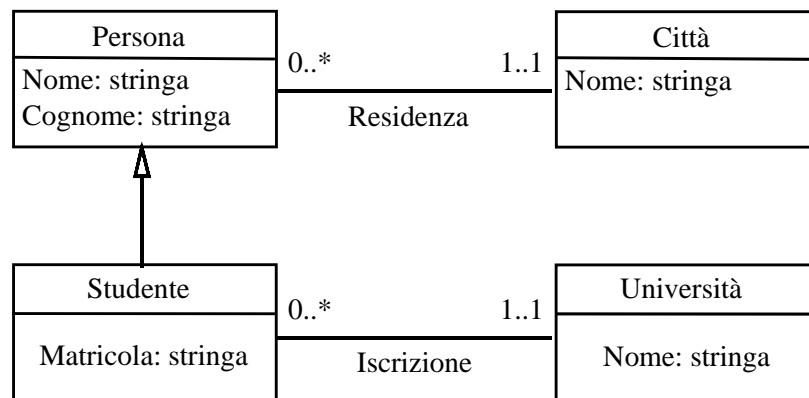 Persona
Nome: stringa
Cognome: stringa
0..*
1..1
Residenza
Città
Nome: stringa
Studente
Matricola: stringa
0..*
1..1
Iscrizione
Università
Nome: stringa